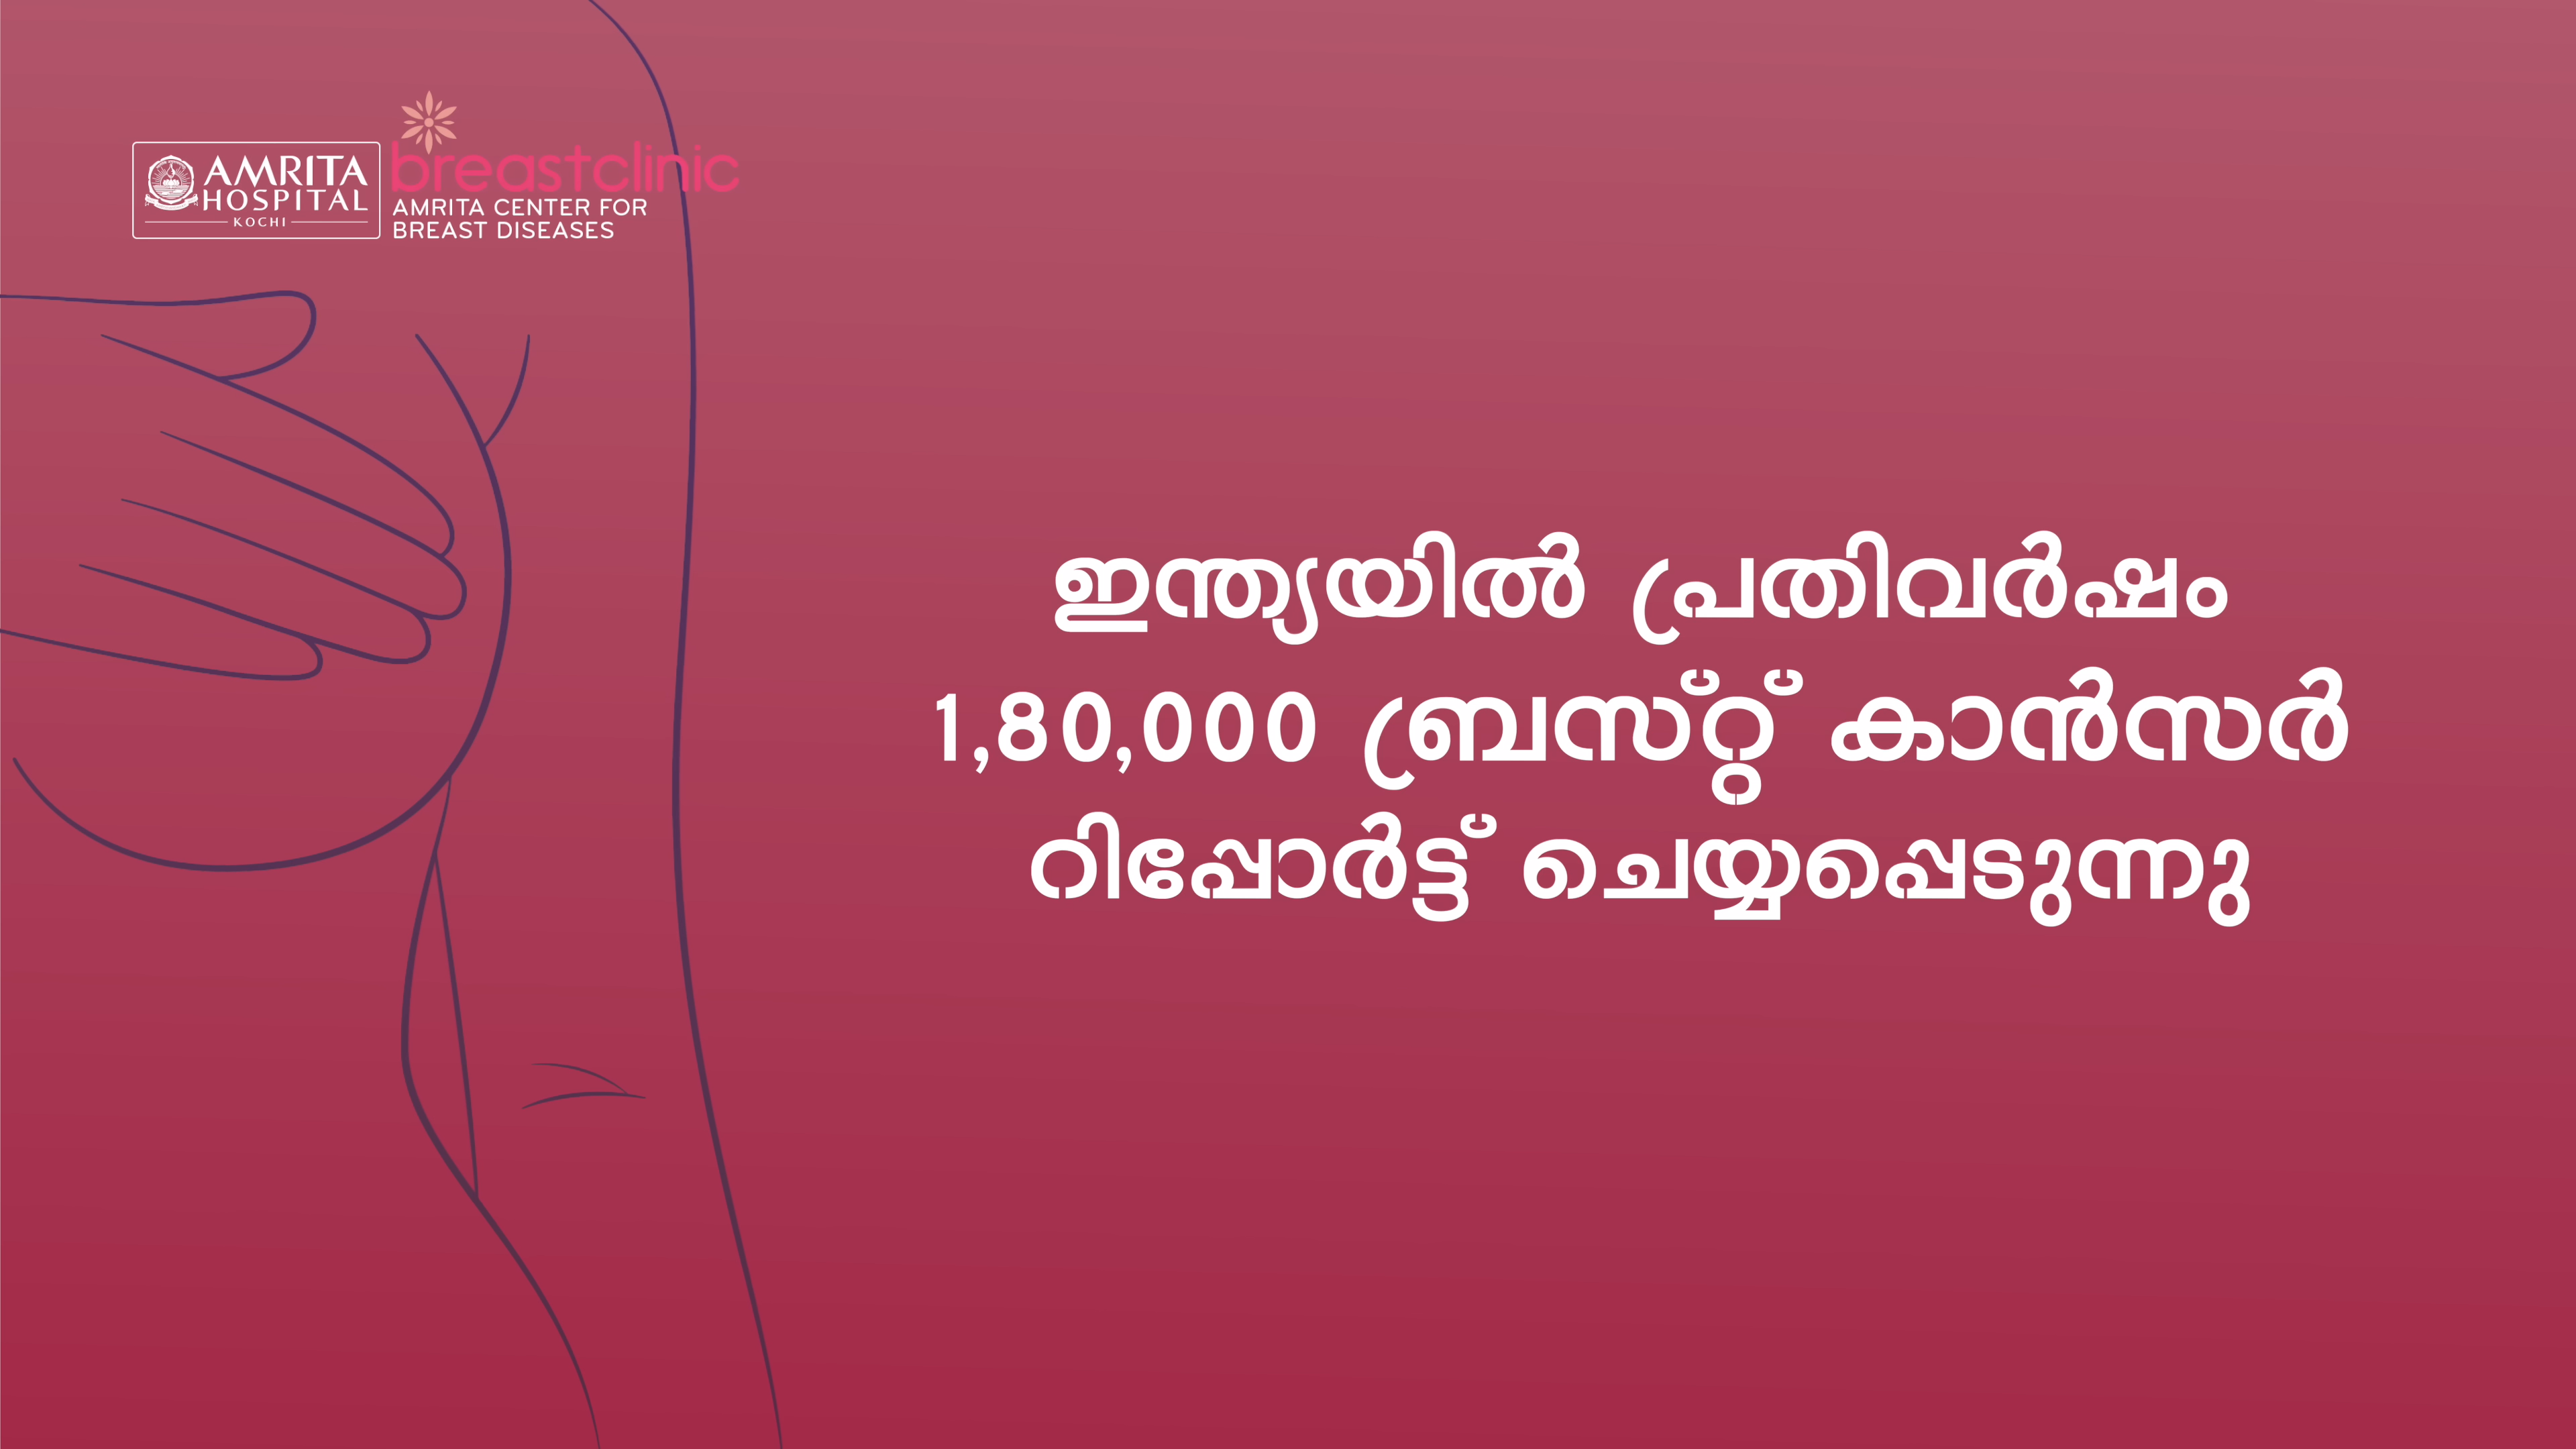 AMRITA
HOSPITAL
KOCHI
breastclinic
AMRITA CENTER FOR
BREAST DISEASES
ഇന്ത്യയിൽ പ്രതിവർഷം
1,80,000 ബ്രസ്റ്റ് കാൻസർ
റിപ്പോർട്ട് ചെയ്യപ്പെടുന്നു